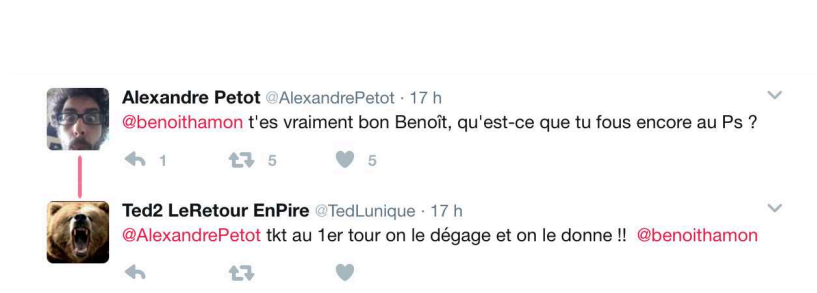 Alexandre Petot @AlexandrePetot · 17 h
@benoithamon t'es vraiment bon Benoît, qu'est-ce que tu fous encore au Ps ?
1 5 5
Ted2 LeRetour EnPire @TedLunique · 17 h
@AlexandrePetot tkt au 1er tour on le dégage et on le donne !! @benoithamon